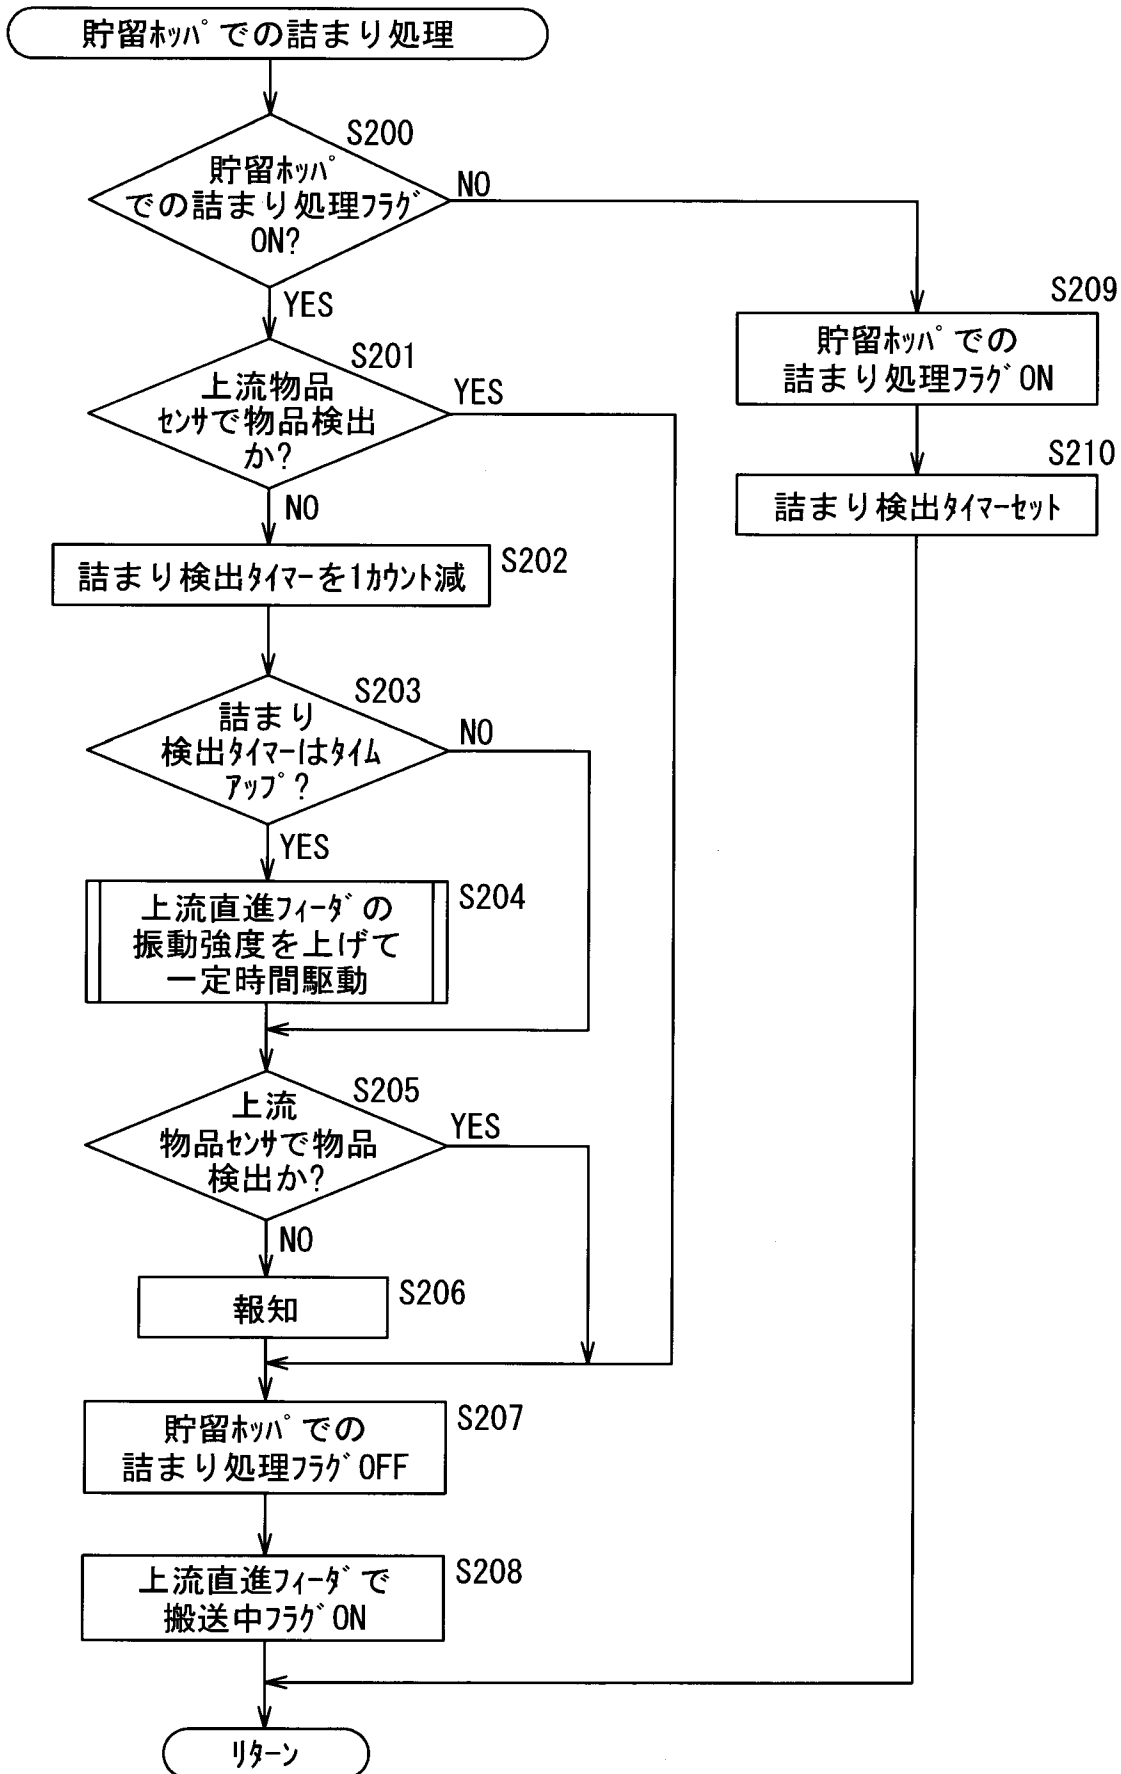 貯留ﾎｯﾊﾟでの詰まり処理
S200
貯留ﾎｯﾊﾟ
での詰まり処理ﾌﾗｸﾞ
ON?
NO
YES
S209
貯留ﾎｯﾊﾟでの
詰まり処理ﾌﾗｸﾞON
S201
上流物品
ｾﾝｻで物品検出
か?
YES
NO
S210
詰まり検出ﾀｲﾏｰｾｯﾄ
S202
詰まり検出ﾀｲﾏｰを1ｶｳﾝﾄ減
S203
詰まり
検出ﾀｲﾏｰはﾀｲﾑ
ｱｯﾌﾟ?
NO
YES
S204
上流直進ﾌｨｰﾀﾞの
振動強度を上げて
一定時間駆動
S205
上流
物品ｾﾝｻで物品
検出か?
YES
NO
S206
報知
S207
貯留ﾎｯﾊﾟでの
詰まり処理ﾌﾗｸﾞOFF
S208
上流直進ﾌｨｰﾀﾞで
搬送中ﾌﾗｸﾞON
ﾘﾀｰﾝ